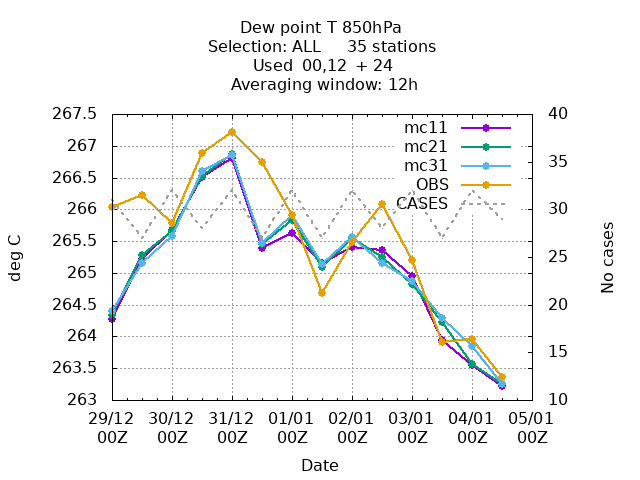 Dew point T 850hPa
Selection: ALL     35 stations
Used  00,12  + 24
Averaging window: 12h
267.5
267
266.5
266
265.5
265
264.5
264
263.5
263
deg C
40
35
30
25
20
15
10
No cases
mc11
mc21
mc31
OBS
CASES
29/12 30/12 31/12 01/01 02/01 03/01 04/01 05/01
00Z 00Z 00Z 00Z 00Z 00Z 00Z 00Z
Date